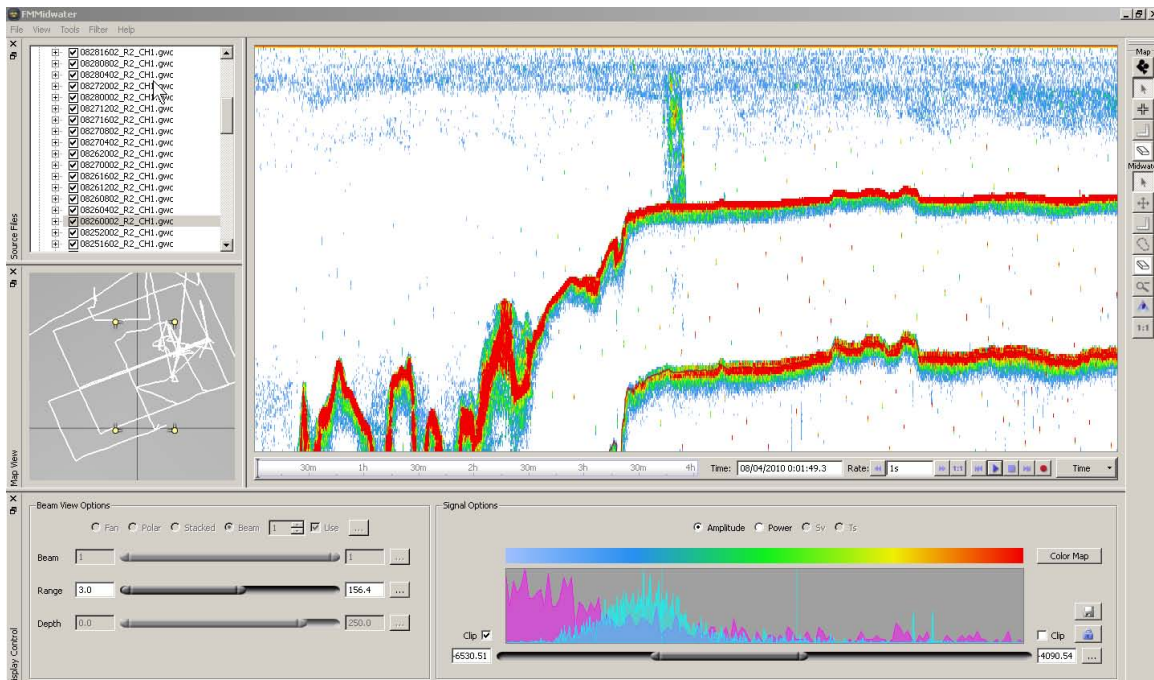 FMMidwater
File View Tools Filter Help
08281602_R2_CH1.gwc
08280802_R2_CH1.gwc
08280402_R2_CH1.gwc
08272002_R2_CH1.gwc
08280002_R2_CH1.gwc
08271202_R2_CH1.gwc
08271602_R2_CH1.gwc
08270802_R2_CH1.gwc
08270402_R2_CH1.gwc
08262002_R2_CH1.gwc
08270002_R2_CH1.gwc
08261602_R2_CH1.gwc
08261202_R2_CH1.gwc
08260802_R2_CH1.gwc
08260402_R2_CH1.gwc
08260002_R2_CH1.gwc
08252002_R2_CH1.gwc
08251602_R2_CH1.gwc
Source Files
Map View
Map
Midwat
1:1
30m 1h 30m 2h 30m 3h 30m 4h Time: 08/04/2010 0:01:49.3 Rate: 1s 1:1 Time
Beam View Options
Fan Polar Stacked Beam 1 Use ...
Beam 1 1 ...
Range 3.0 156.4 ...
Depth 0.0 250.0 ...
isplay Control
Signal Options
Amplitude Power Sv Ts
Color Map
Clip Clip
-6530.51 -4090.54 ...